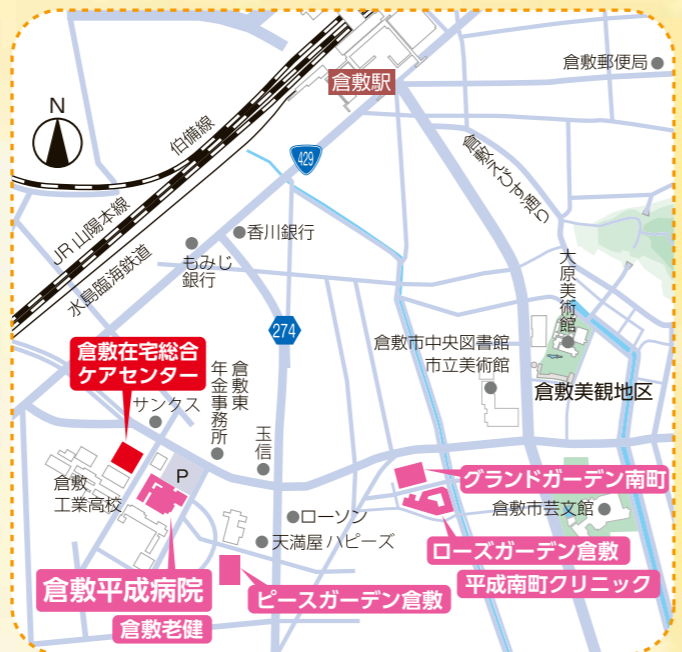 倉敷駅
倉敷郵便局
N
伯備線
429
倉敷えびす通り
JR山陽本線
水島臨海鉄道
香川銀行
もみじ
銀行
大原美術館
274
倉敷市中央図書館
市立美術館
倉敷在宅総合
ケアセンター
倉敷美観地区
サンクス
倉敷東
年金事務所
玉信
P
倉敷
工業高校
グランドガーデン南町
倉敷市芸文館
ローソン
天満屋ハピーズ
ローズガーデン倉敷
平成南町クリニック
倉敷平成病院
倉敷老健
ピースガーデン倉敷